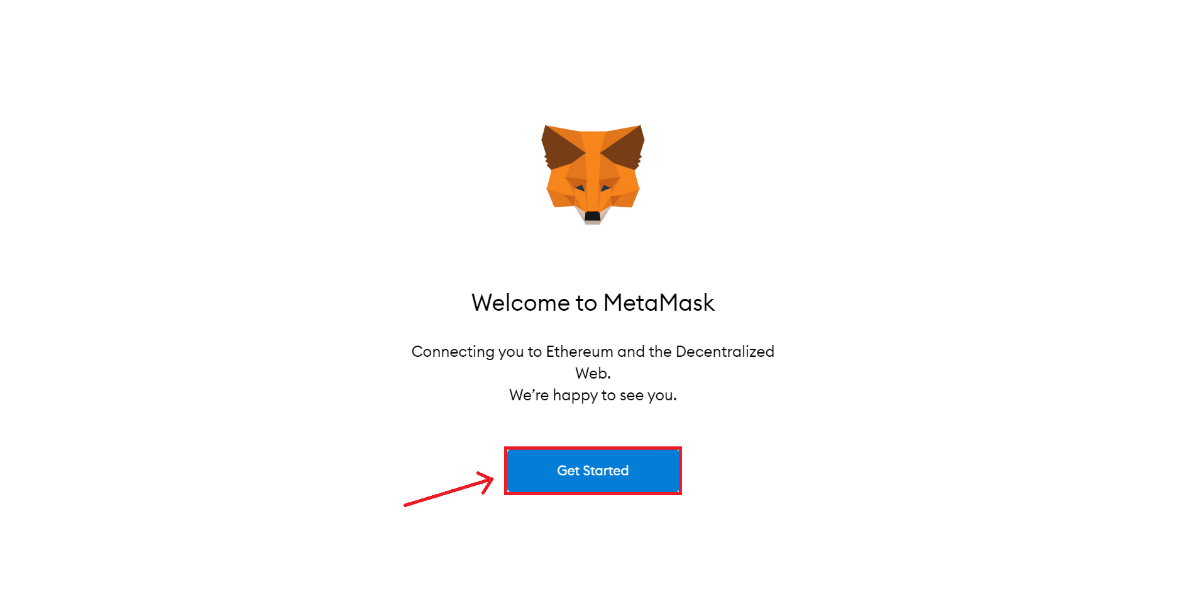 Welcome to MetaMask
Connecting you to Ethereum and the Decentralized
Web.
We’re happy to see you.
Get Started